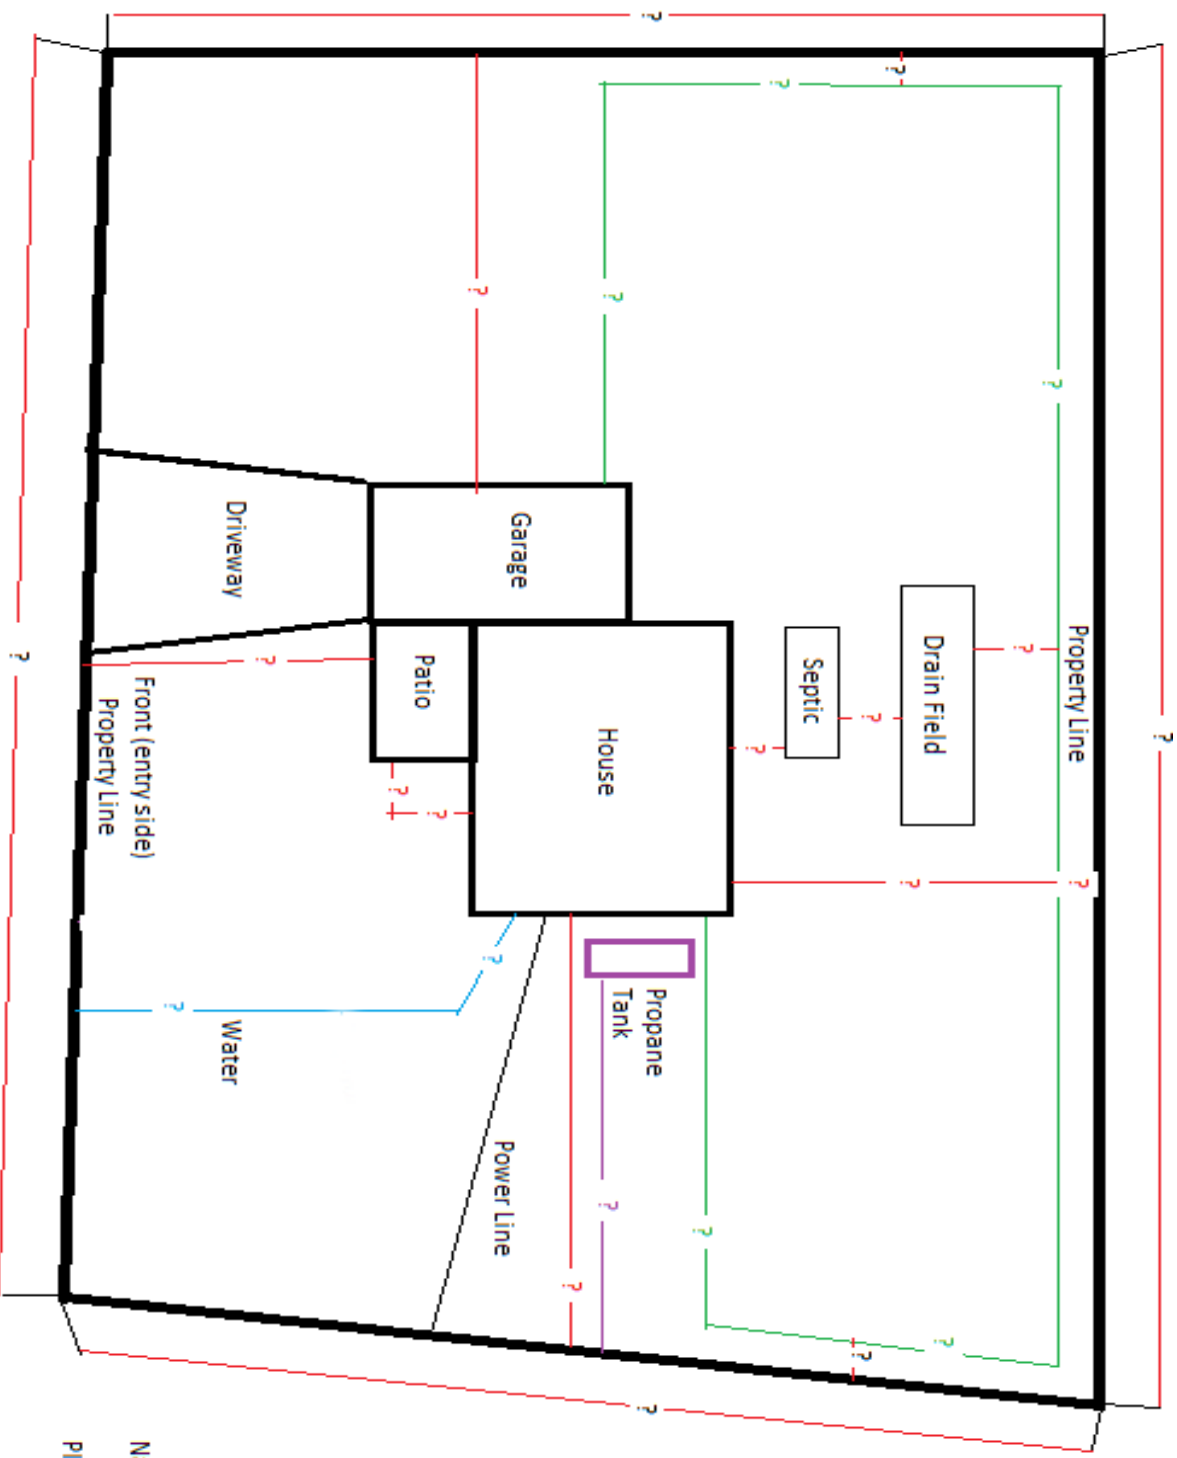 ?
Property Line
?
?
?
?
Drain Field
?
?
?
?
Septic
?
?
?
?
?
Propane
Tank
?
?
House
?
Garage
Power Line
?
?
?
Patio
?
?
Driveway
Water
?
Front (entry side)
Property Line
?